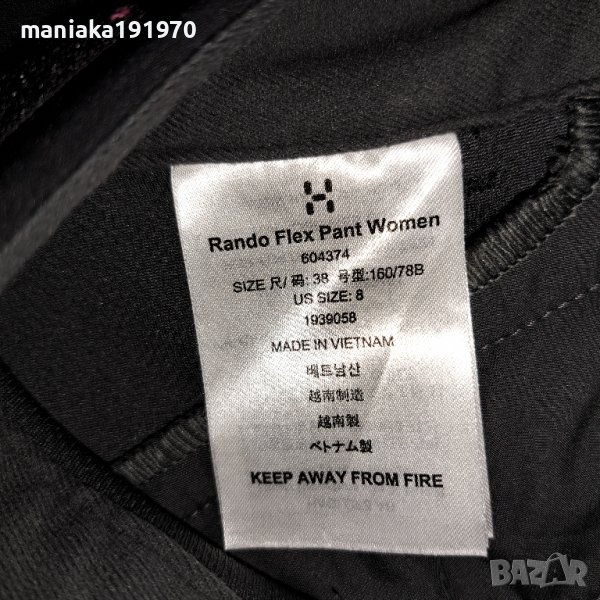 maniaka191970
Rando Flex Pant Women
604374
SIZE 尺/ 码: 38 号型:160/78B
US SIZE: 8
1939058
MADE IN VIETNAM
베트남산
越南制造
越南製
ベトナム製
KEEP AWAY FROM FIRE
BAZAR